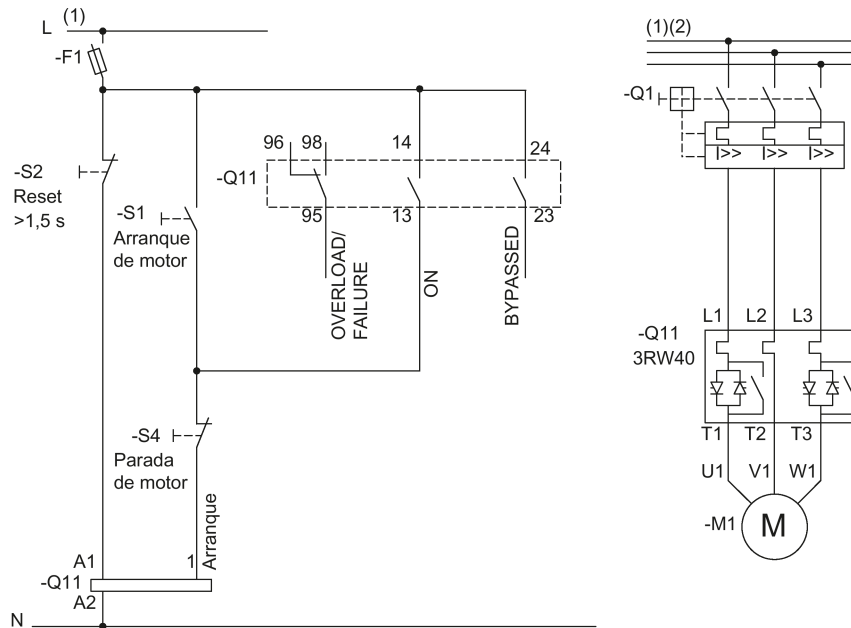 L (1)
-F1
-S2
Reset
>1,5 s
-S1
Arranque
de motor
96 98 14 24
-Q11
95 13 23
OVERLOAD/
FAILURE
ON
BYPASSED
-S4
Parada
de motor
Arranque
A1 1
-Q11
A2
N
(1)(2)
-Q1
I>> I>> I>>
L1 L2 L3
-Q11
3RW40
T1 T2 T3
U1 V1 W1
-M1
M